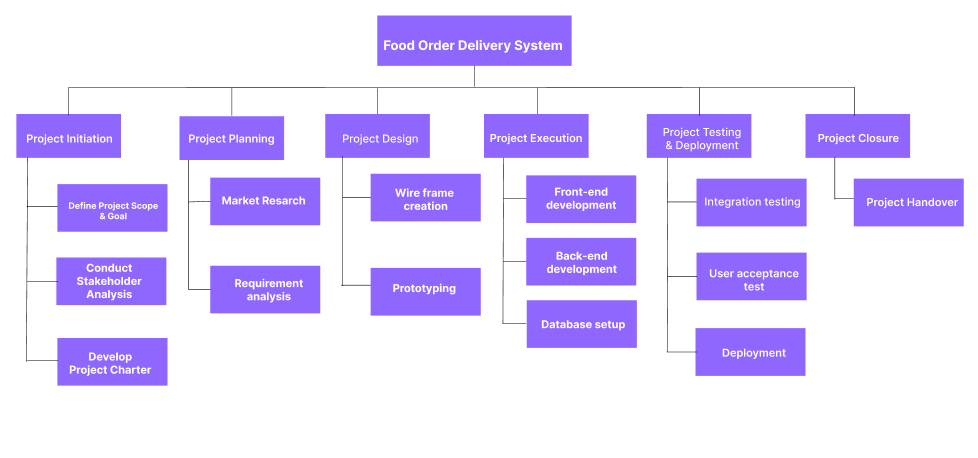 Food Order Delivery System
Project Initiation
Project Planning
Project Design
Project Execution
Project Testing
& Deployment
Project Closure
Define Project Scope
& Goal
Conduct
Stakeholder
Analysis
Develop
Project Charter
Market Resarch
Requirement
analysis
Wire frame
creation
Prototyping
Front-end
development
Back-end
development
Database setup
Integration testing
User acceptance
test
Deployment
Project Handover